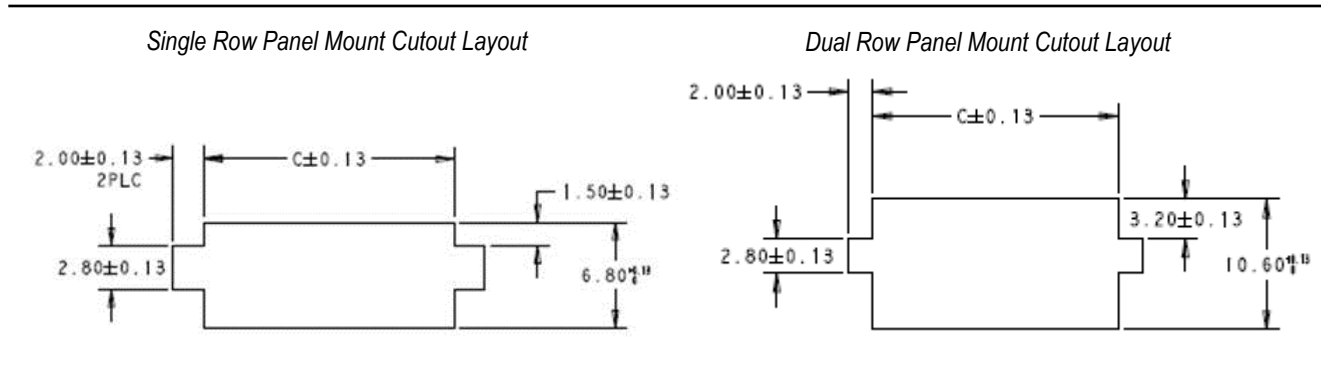 Single Row Panel Mount Cutout Layout
Dual Row Panel Mount Cutout Layout
2.00±0.13
2PLC
C±0.13
1.50±0.13
2.80±0.13
6.80
2.00±0.13
C±0.13
3.20±0.13
2.80±0.13
10.60